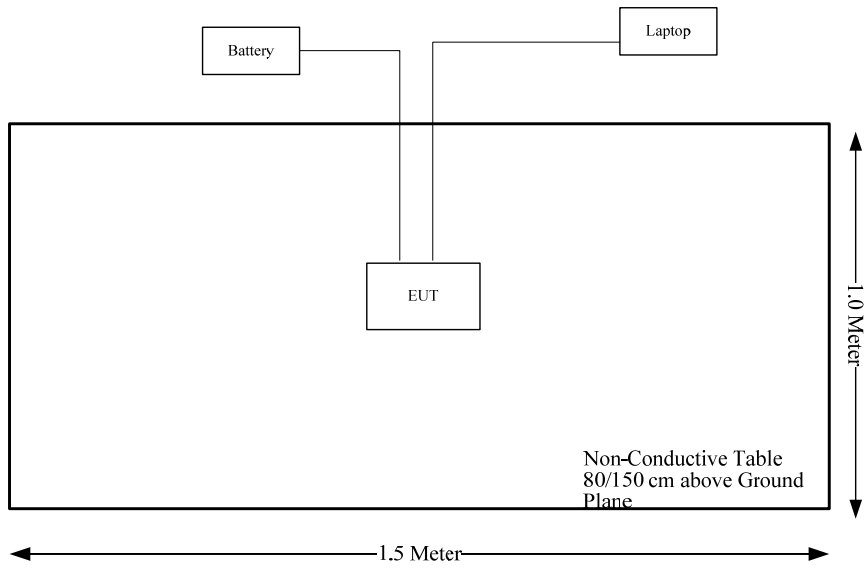 Battery
Laptop
EUT
1.0 Meter
Non-Conductive Table
80/150 cm above Ground
Plane
1.5 Meter